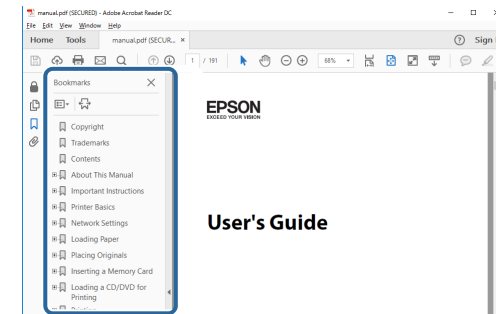 manual.pdf (SECURED) - Adobe Acrobat Reader DC
File Edit View Window Help
Home Tools manual.pdf (SECUR... × Sign
1 / 191 68%
Bookmarks
Copyright
Trademarks
Contents
About This Manual
Important Instructions
Printer Basics
Network Settings
Loading Paper
Placing Originals
Inserting a Memory Card
Loading a CD/DVD for
Printing
EPSON
EXCEED YOUR VISION
User's Guide